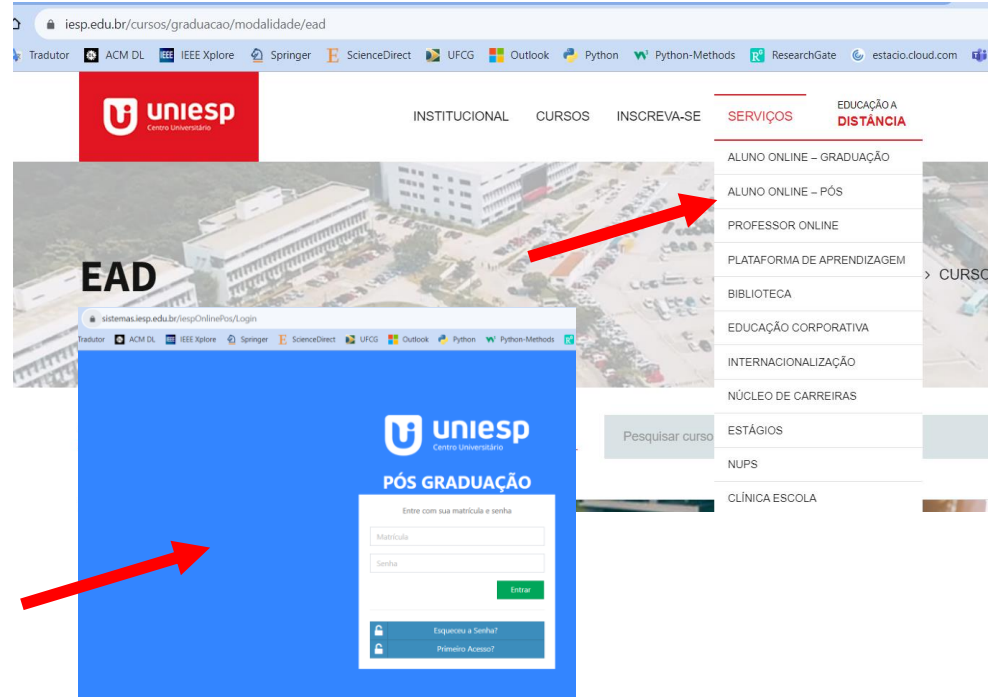 iesp.edu.br/cursos/graduacao/modalidade/ead
Tradutor ACM DL IEEE Xplore Springer ScienceDirect UFCG Outlook Python Python-Methods ResearchGate estacio.cloud.com
uniesp
Centro Universitário
INSTITUCIONAL CURSOS INSCREVA-SE SERVIÇOS EDUCAÇÃO A DISTÂNCIA
ALUNO ONLINE – GRADUAÇÃO
ALUNO ONLINE – PÓS
PROFESSOR ONLINE
PLATAFORMA DE APRENDIZAGEM
BIBLIOTECA
EDUCAÇÃO CORPORATIVA
INTERNACIONALIZAÇÃO
NÚCLEO DE CARREIRAS
ESTÁGIOS
NUPS
CLÍNICA ESCOLA
EAD
> CURSO
Pesquisar curso
sistemas.iesp.edu.br/iespOnlinePos/Login
Tradutor ACM DL IEEE Xplore Springer ScienceDirect UFCG Outlook Python Python-Methods
uniesp
Centro Universitário
PÓS GRADUAÇÃO
Entre com sua matrícula e senha
Matrícula
Senha
Entrar
Esqueceu a Senha?
Primeiro Acesso?